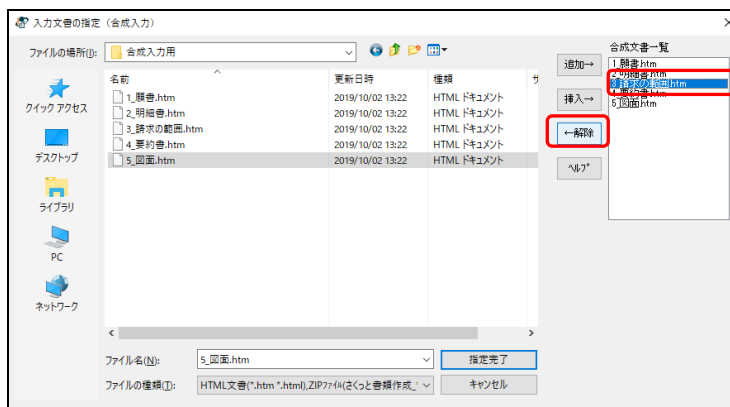 入力文書の指定（合成入力）
ファイルの場所(I):
合成入力用
名前
更新日時
種類
サ
1_願書.htm
2019/10/02 13:22
HTML ドキュメント
2_明細書.htm
2019/10/02 13:22
HTML ドキュメント
3_請求の範囲.htm
2019/10/02 13:22
HTML ドキュメント
4_要約書.htm
2019/10/02 13:22
HTML ドキュメント
5_図面.htm
2019/10/02 13:22
HTML ドキュメント
クイック アクセス
デスクトップ
ライブラリ
PC
ネットワーク
ファイル名(N):
5_図面.htm
指定完了
ファイルの種類(T):
HTML文書(*.htm *.html),ZIPファイル(さくっと書類作成_
キャンセル
追加→
挿入→
←解除
ヘルプ
合成文書一覧
1_願書.htm
2_明細書.htm
3_請求の範囲.htm
4_要約書.htm
5_図面.htm